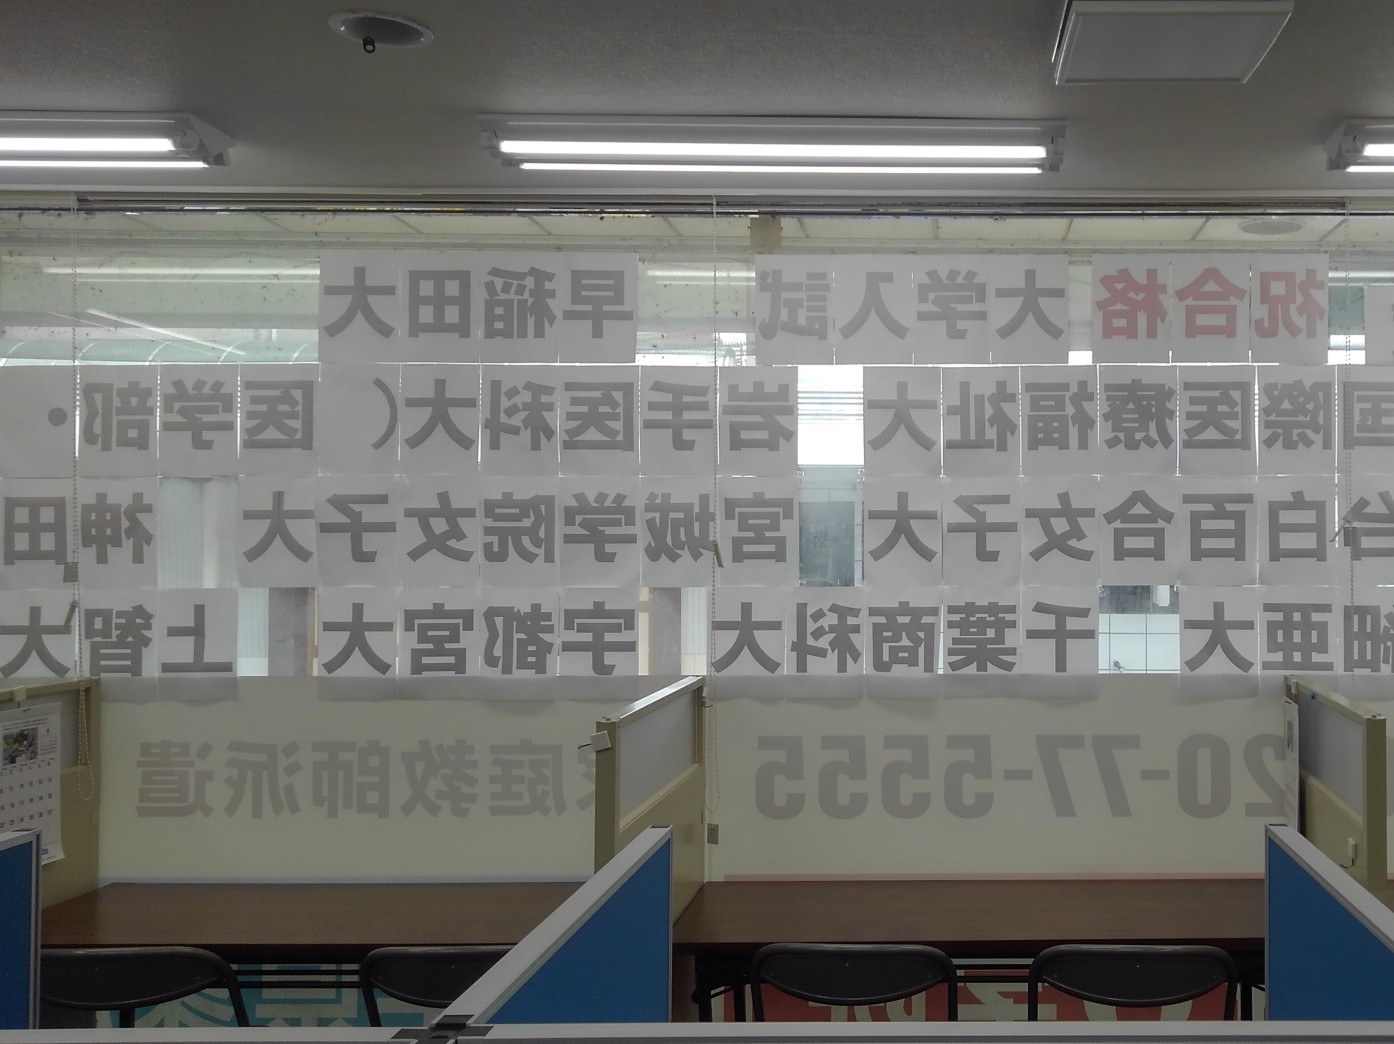 祝合格 大学入試 早稲田大
国際医療福祉大 岩手医科大（医学部・
台白百合女子大 宮城学院女子大 神田
細亜大 千葉商科大 宇都宮大 上智大
20-77-5555 家庭教師派遣